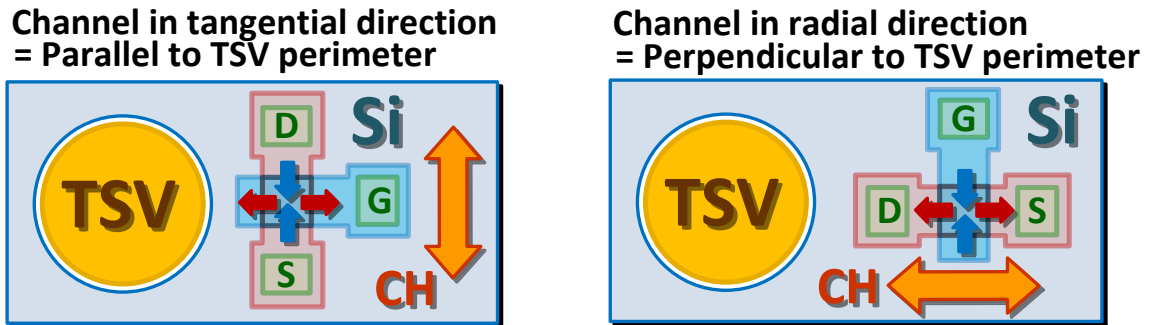 Channel in tangential direction
= Parallel to TSV perimeter
D
Si
TSV
G
S
CH
Channel in radial direction
= Perpendicular to TSV perimeter
G
Si
TSV
D
S
CH